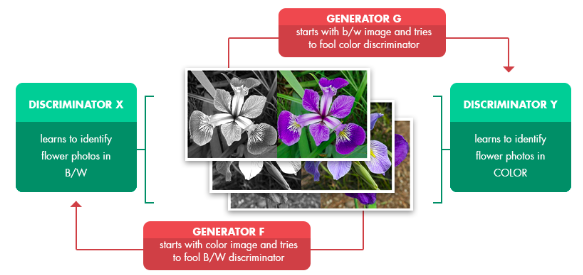 GENERATOR G
starts with b/w image and tries
to fool color discriminator
DISCRIMINATOR X
learns to identify
flower photos in
B/W
DISCRIMINATOR Y
learns to identify
flower photos in
COLOR
GENERATOR F
starts with color image and tries
to fool B/W discriminator